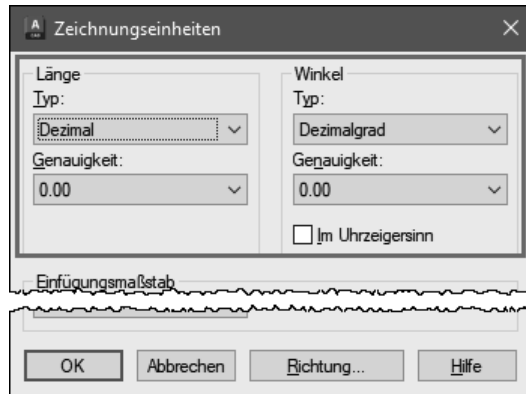 A CAD Zeichnungseinheiten
Länge
Typ:
Dezimal
Genauigkeit:
0.00
Winkel
Typ:
Dezimalgrad
Genauigkeit:
0.00
Im Uhrzeigersinn
Einfügungsmaßstab
OK Abbrechen Richtung... Hilfe